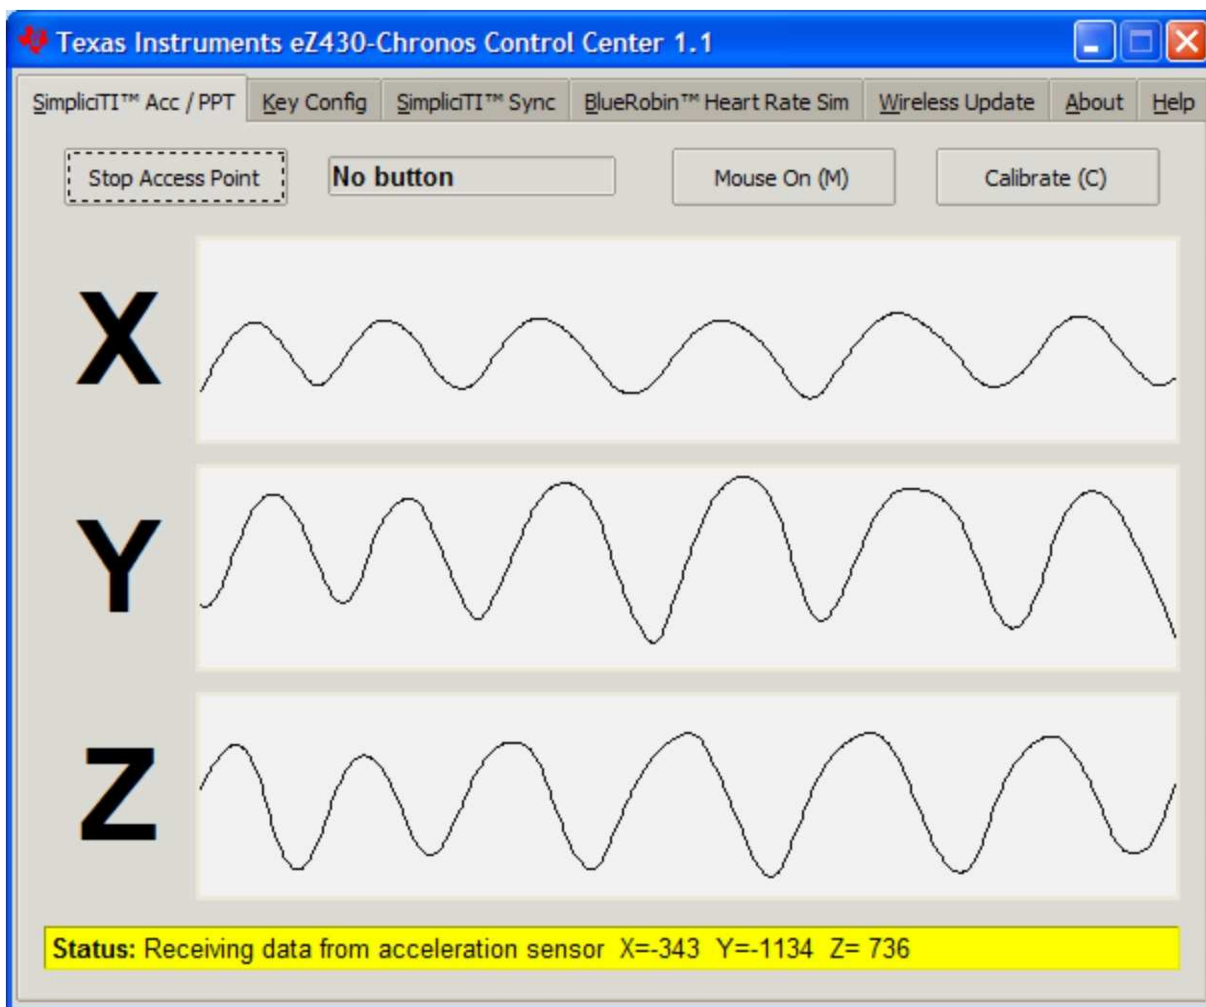 Texas Instruments eZ430-Chronos Control Center 1.1
SimpliciTI™ Acc / PPT Key Config SimpliciTI™ Sync BlueRobin™ Heart Rate Sim Wireless Update About Help
Stop Access Point No button Mouse On (M) Calibrate (C)
X
Y
Z
Status: Receiving data from acceleration sensor X=-343 Y=-1134 Z= 736